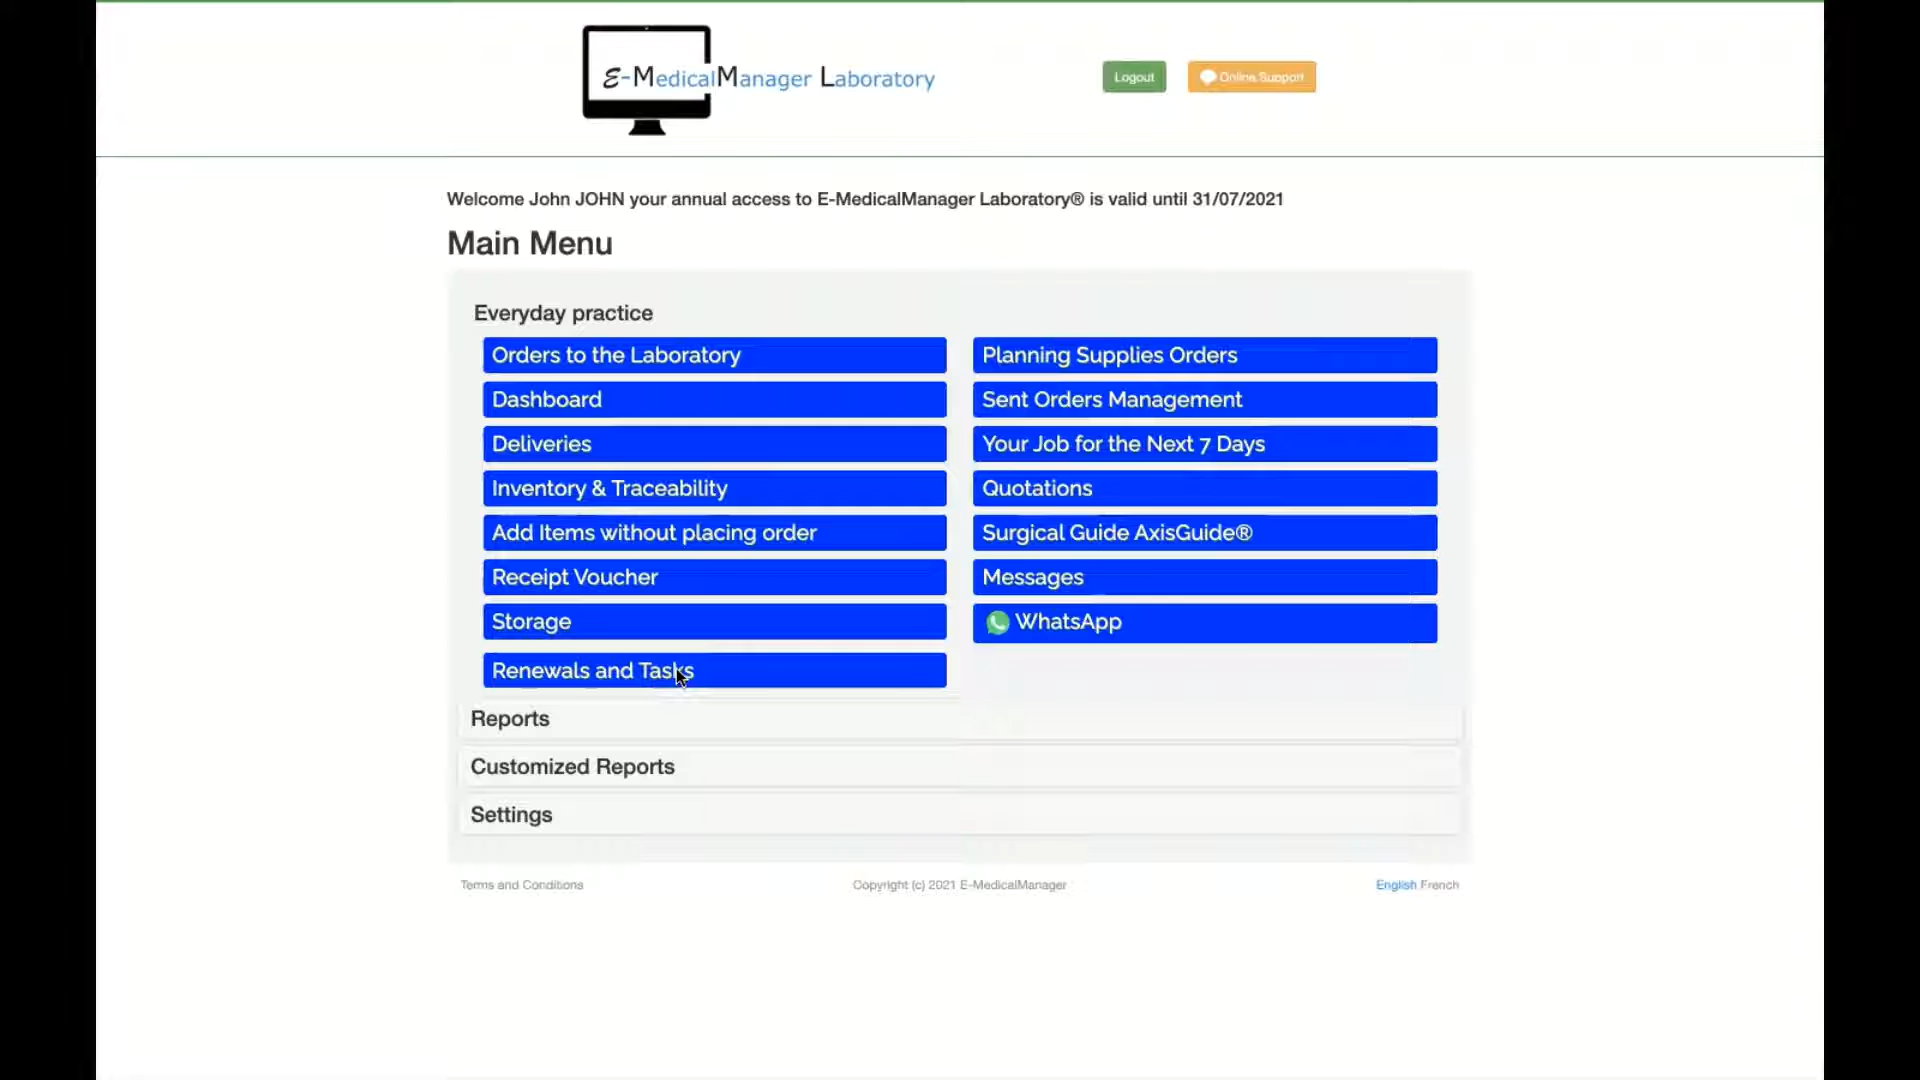 ℰ-MedicalManager Laboratory
Logout
Online Support
Welcome John JOHN your annual access to E-MedicalManager Laboratory® is valid until 31/07/2021
Main Menu
Everyday practice
Orders to the Laboratory
Planning Supplies Orders
Dashboard
Sent Orders Management
Deliveries
Your Job for the Next 7 Days
Inventory & Traceability
Quotations
Add Items without placing order
Surgical Guide AxisGuide®
Receipt Voucher
Messages
Storage
WhatsApp
Renewals and Tasks
Reports
Customized Reports
Settings
Terms and Conditions
Copyright (c) 2021 E-MedicalManager
English French